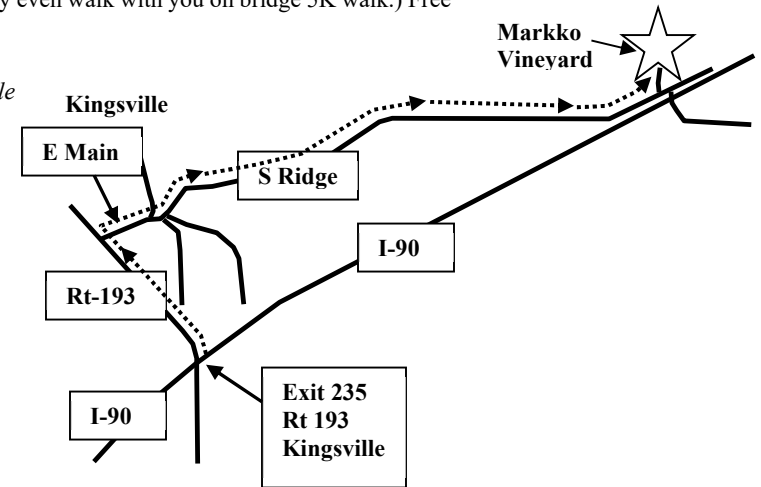 even walk with you on bridge 5K walk.) Free
Markko
Vineyard
Kingsville
E Main
S Ridge
I-90
Rt-193
I-90
Exit 235
Rt 193
Kingsville